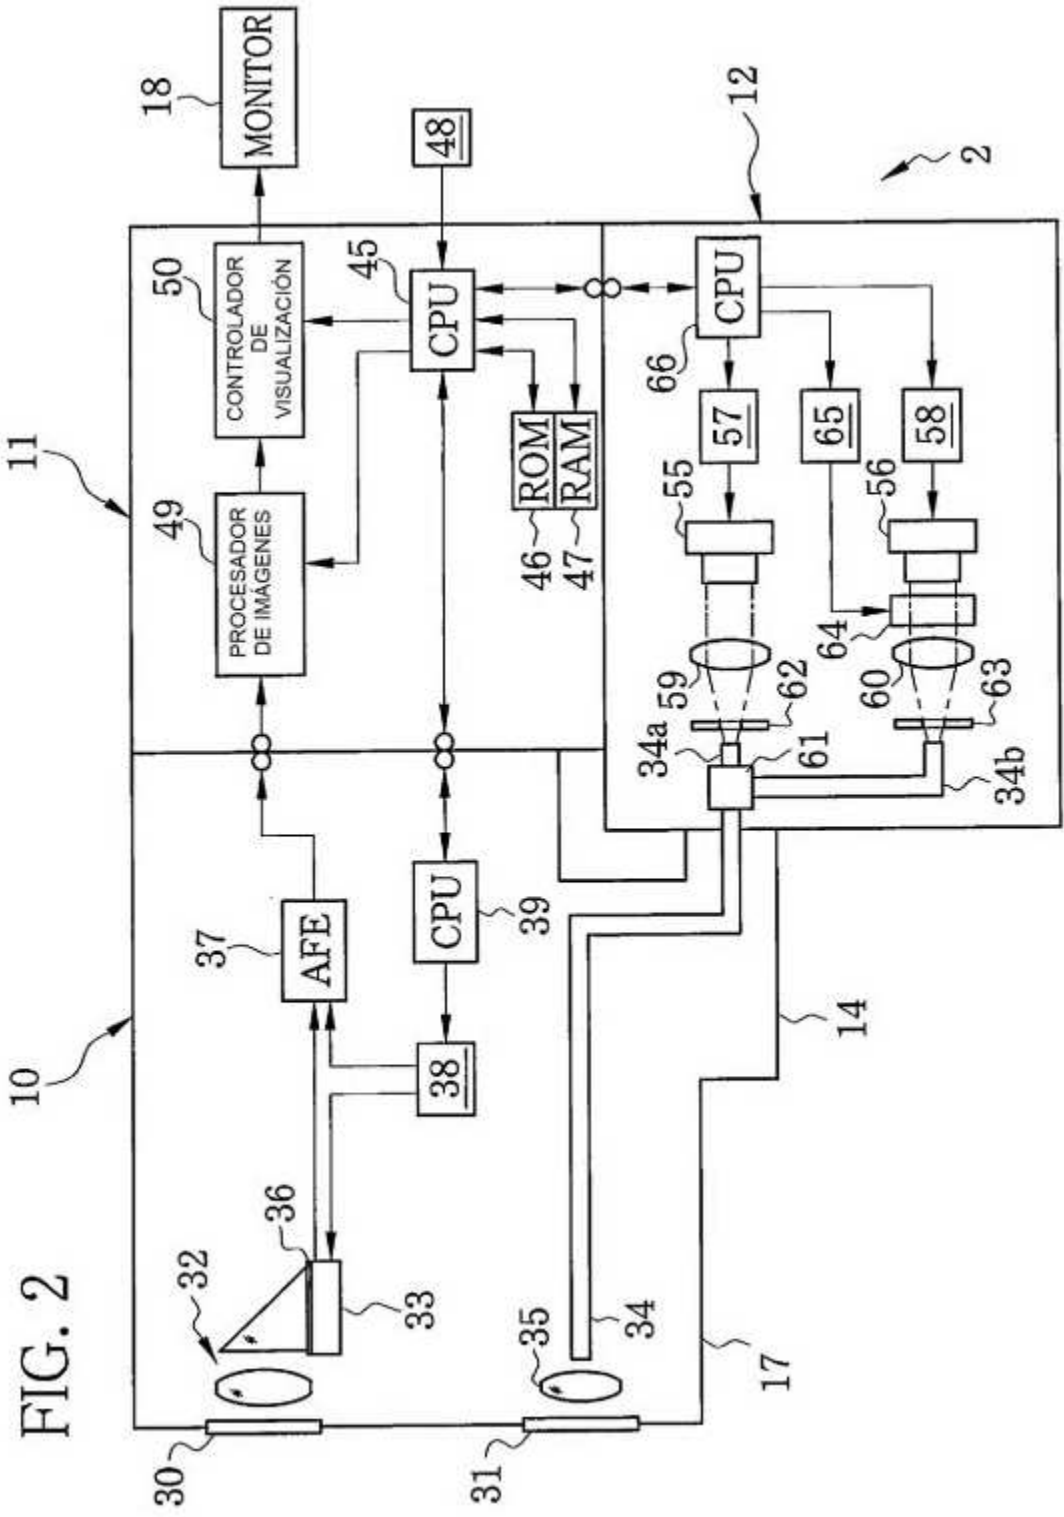 FIG. 2
10
11
18
MONITOR
50
CONTROLADOR
DE
VISUALIZACIÓN
49
PROCESADOR
DE IMÁGENES
37
AFE
32
36
33
30
38
CPU
39
45
CPU
48
ROM
RAM
46
47
12
2
CPU
66
57
65
58
55
56
64
59
60
62
63
34a
61
34b
35
34
31
14
17